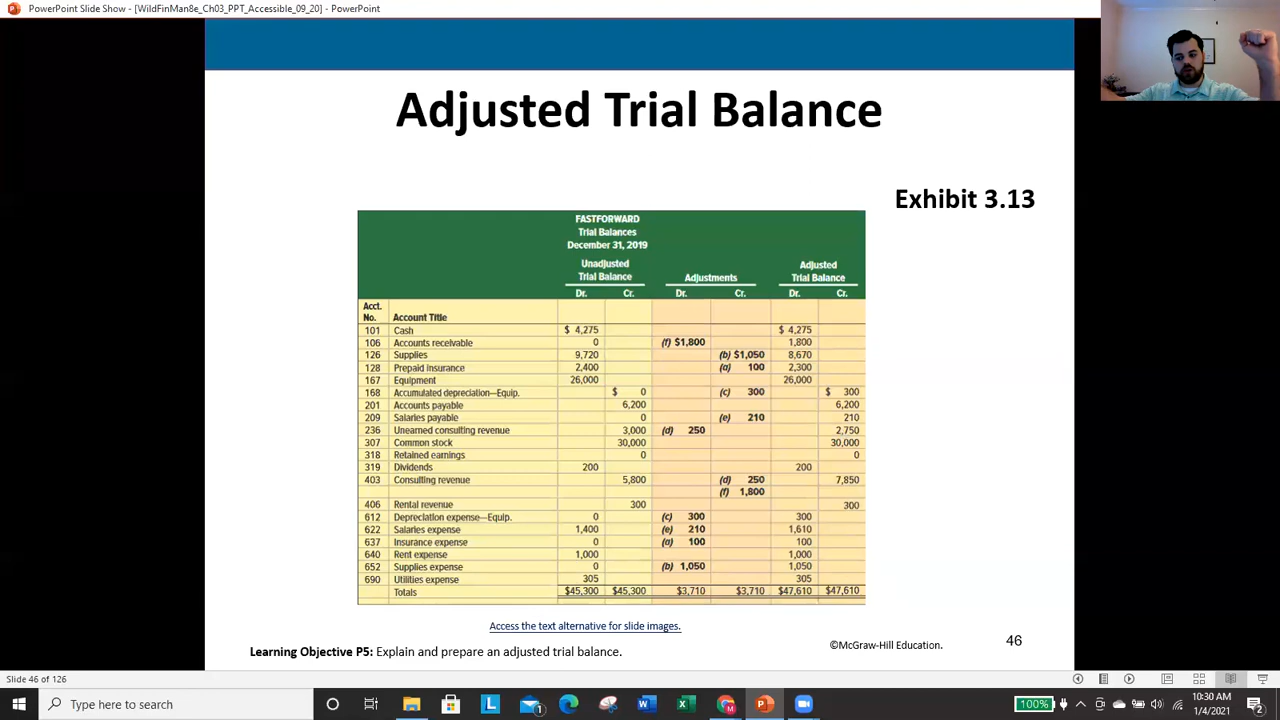 PowerPoint Slide Show - [WildFinMan8e_Ch03_PPT_Accessible_09_20] - PowerPoint
Adjusted Trial Balance
Exhibit 3.13
FASTFORWARD
Trial Balances
December 31, 2019
Unadjusted Trial Balance Adjustments Adjusted Trial Balance
Dr. Cr. Dr. Cr. Dr. Cr.
Acct. No. Account Title
101 Cash $ 4,275 $ 4,275
106 Accounts receivable 0 (f) $1,800 1,800
126 Supplies 9,720 (b) $1,050 8,670
128 Prepaid insurance 2,400 (a) 100 2,300
167 Equipment 26,000 26,000
168 Accumulated depreciation—Equip. $ 0 (c) 300 $ 300
201 Accounts payable 6,200 6,200
209 Salaries payable 0 (e) 210 210
236 Unearned consulting revenue 3,000 (d) 250 2,750
307 Common stock 30,000 30,000
318 Retained earnings 0 0
319 Dividends 200 200
403 Consulting revenue 5,800 (d) 250 7,850
(f) 1,800
406 Rental revenue 300 300
612 Depreciation expense—Equip. 0 (c) 300 300
622 Salaries expense 1,400 (e) 210 1,610
637 Insurance expense 0 (a) 100 100
640 Rent expense 1,000 1,000
652 Supplies expense 0 (b) 1,050 1,050
690 Utilities expense 305 305
Totals $45,300 $45,300 $3,710 $3,710 $47,610 $47,610
Access the text alternative for slide images.
Learning Objective P5: Explain and prepare an adjusted trial balance.
©McGraw-Hill Education.
46
Slide 46 of 126
Type here to search
100%
10:30 AM
1/4/2021